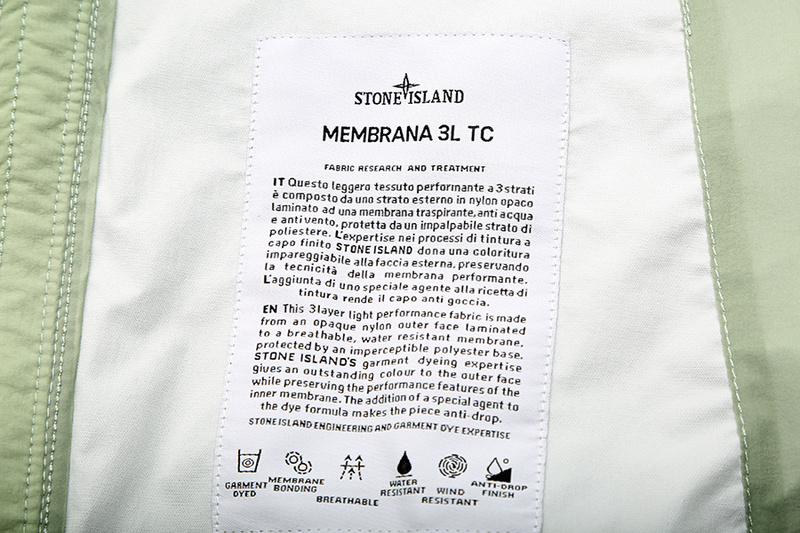 STONE ISLAND
MEMBRANA 3L TC
FABRIC RESEARCH AND TREATMENT
IT Questo leggero tessuto performante a 3 strati
è composto da uno strato esterno in nylon opaco
laminato ad una membrana traspirante, anti acqua
e anti vento, protetta da un impalpabile strato di
poliestere. L'expertise nei processi di tintura a
capo finito STONE ISLAND dona una coloritura
impareggiabile alla faccia esterna, preservando
la tecnicità della membrana performante.
L'aggiunta di uno speciale agente alla ricetta di
tintura rende il capo anti goccia.
EN This 3layer light performance fabric is made
from an opaque nylon outer face laminated
to a breathable, water resistant membrane,
protected by an imperceptible polyester base.
STONE ISLAND'S garment dyeing expertise
gives an outstanding colour to the outer face
while preserving the performance features of the
inner membrane. The addition of a special agent to
the dye formula makes the piece anti-drop.
STONE ISLAND ENGINEERING AND GARMENT DYE EXPERTISE
GARMENT
DYED
MEMBRANE
BONDING
BREATHABLE
WATER
RESISTANT
WIND
RESISTANT
ANTI-DROP
FINISH